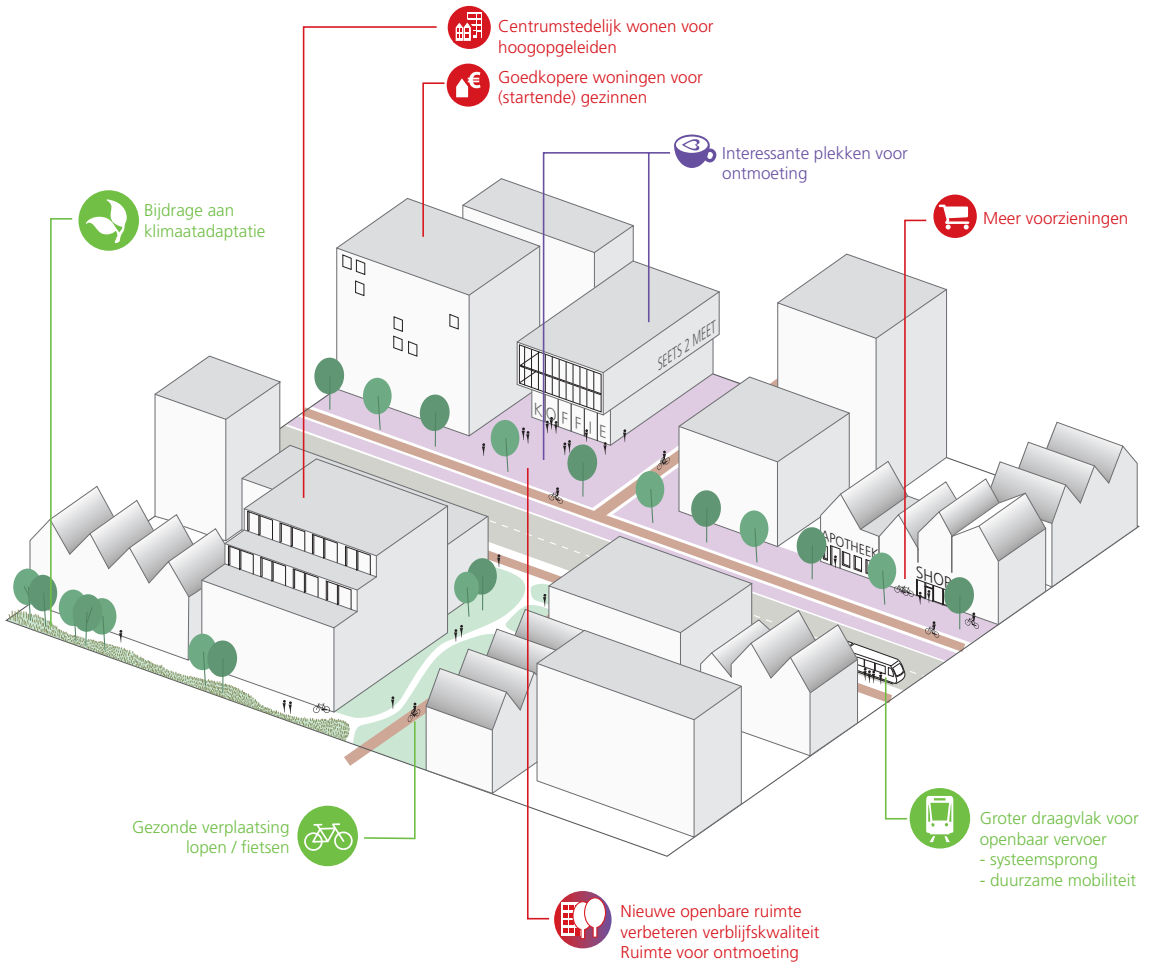 Centrumstedelijk wonen voor
hoogopgeleiden
Goedkopere woningen voor
(startende) gezinnen
Interessante plekken voor
ontmoeting
Bijdrage aan
klimaatadaptatie
Meer voorzieningen
SEETS 2 MEET
KOFFIE
APOTHEEK
SHOP
Gezonde verplaatsing
lopen / fietsen
Groter draagvlak voor
openbaar vervoer
- systeemsprong
- duurzame mobiliteit
Nieuwe openbare ruimte
verbeteren verblijfskwaliteit
Ruimte voor ontmoeting